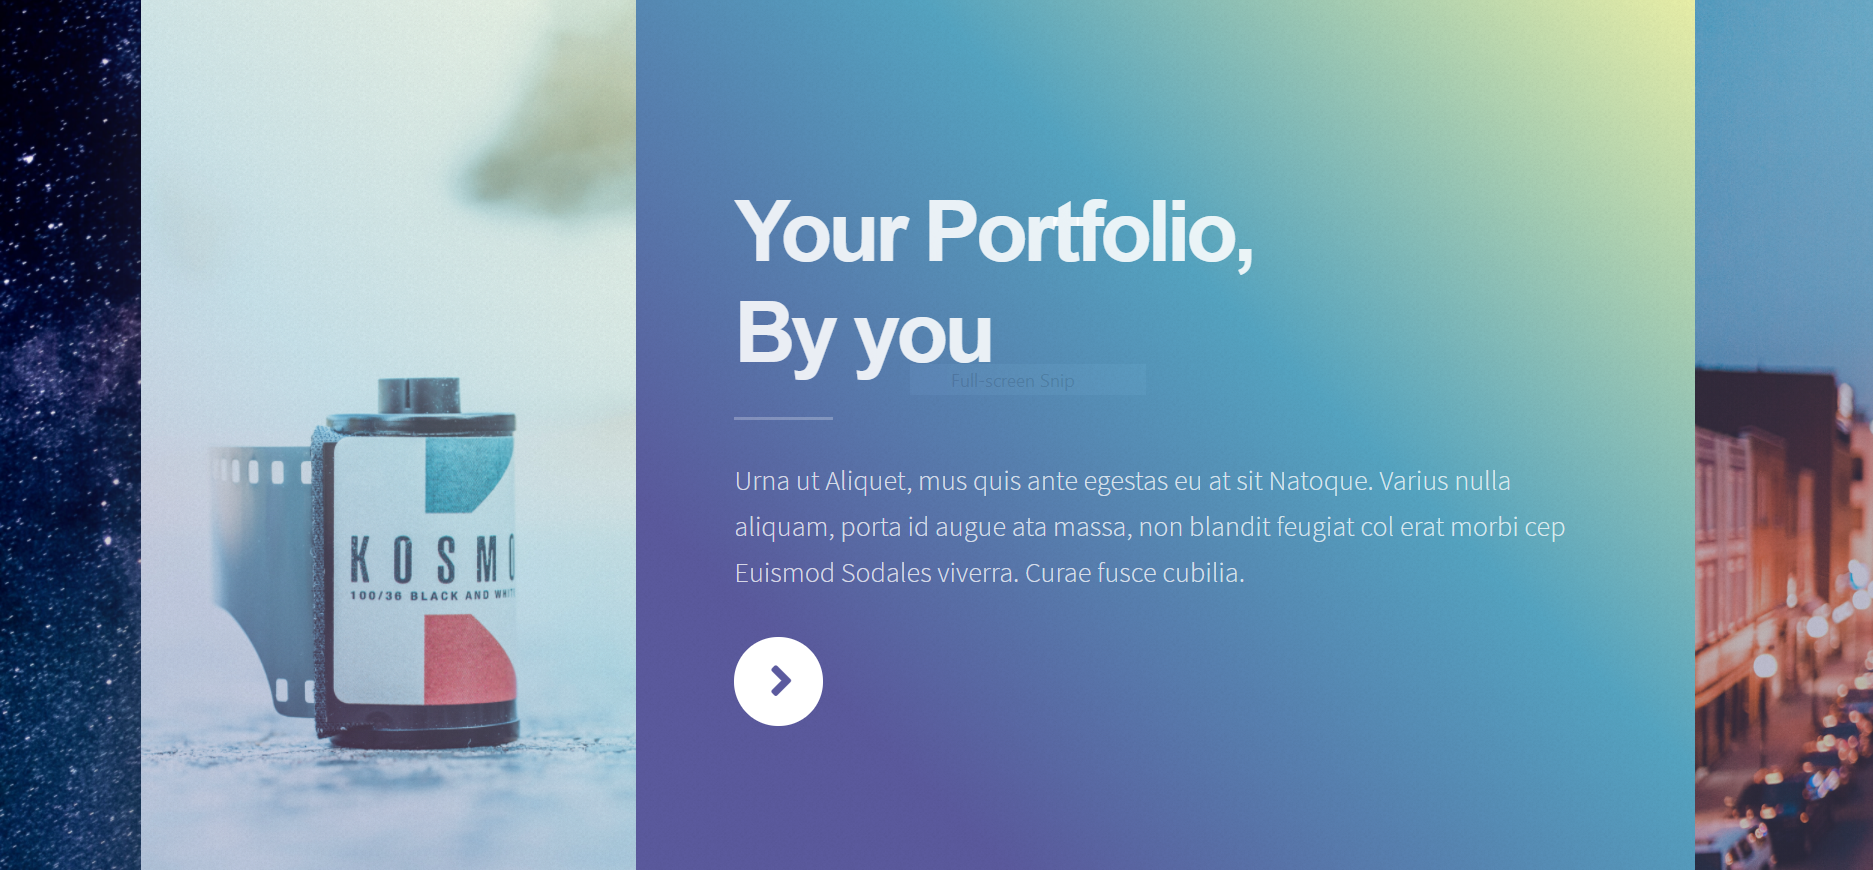 Your Portfolio,
By you
Full-screen Snip
Urna ut Aliquet, mus quis ante egestas eu at sit Natoque. Varius nulla
aliquam, porta id augue ata massa, non blandit feugiat col erat morbi cep
Euismod Sodales viverra. Curae fusce cubilia.
KOSMO
100/36 BLACK AND WHIT